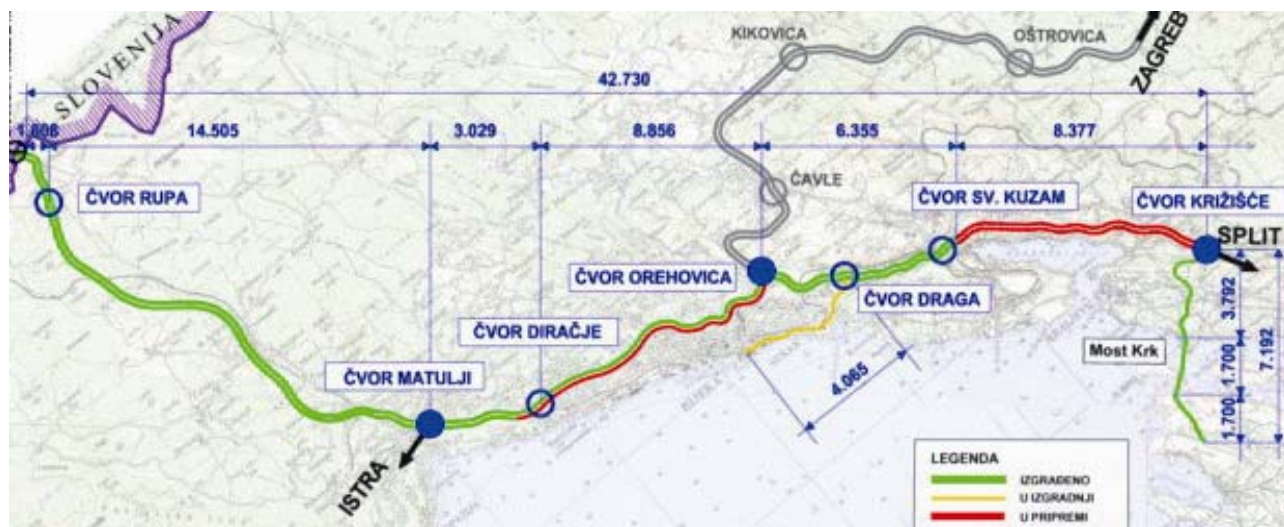 KIKOVICA
OŠTROVICA
ZAGREB
SLOVENIJA
42.730
1.606
14.505
3.029
8.856
6.355
8.377
ČAVLE
ČVOR RUPA
ČVOR SV. KUZAM
ČVOR KRIŽIŠĆE
SPLIT
ČVOR OREHOVICA
ČVOR DRAGA
ČVOR DIRAČJE
3.792
7.192
Most Krk
1.700
1.700
4.065
ČVOR MATULJI
ISTRA
LEGENDA
IZGRAĐENO
U IZGRADNJI
U PRIPREMI